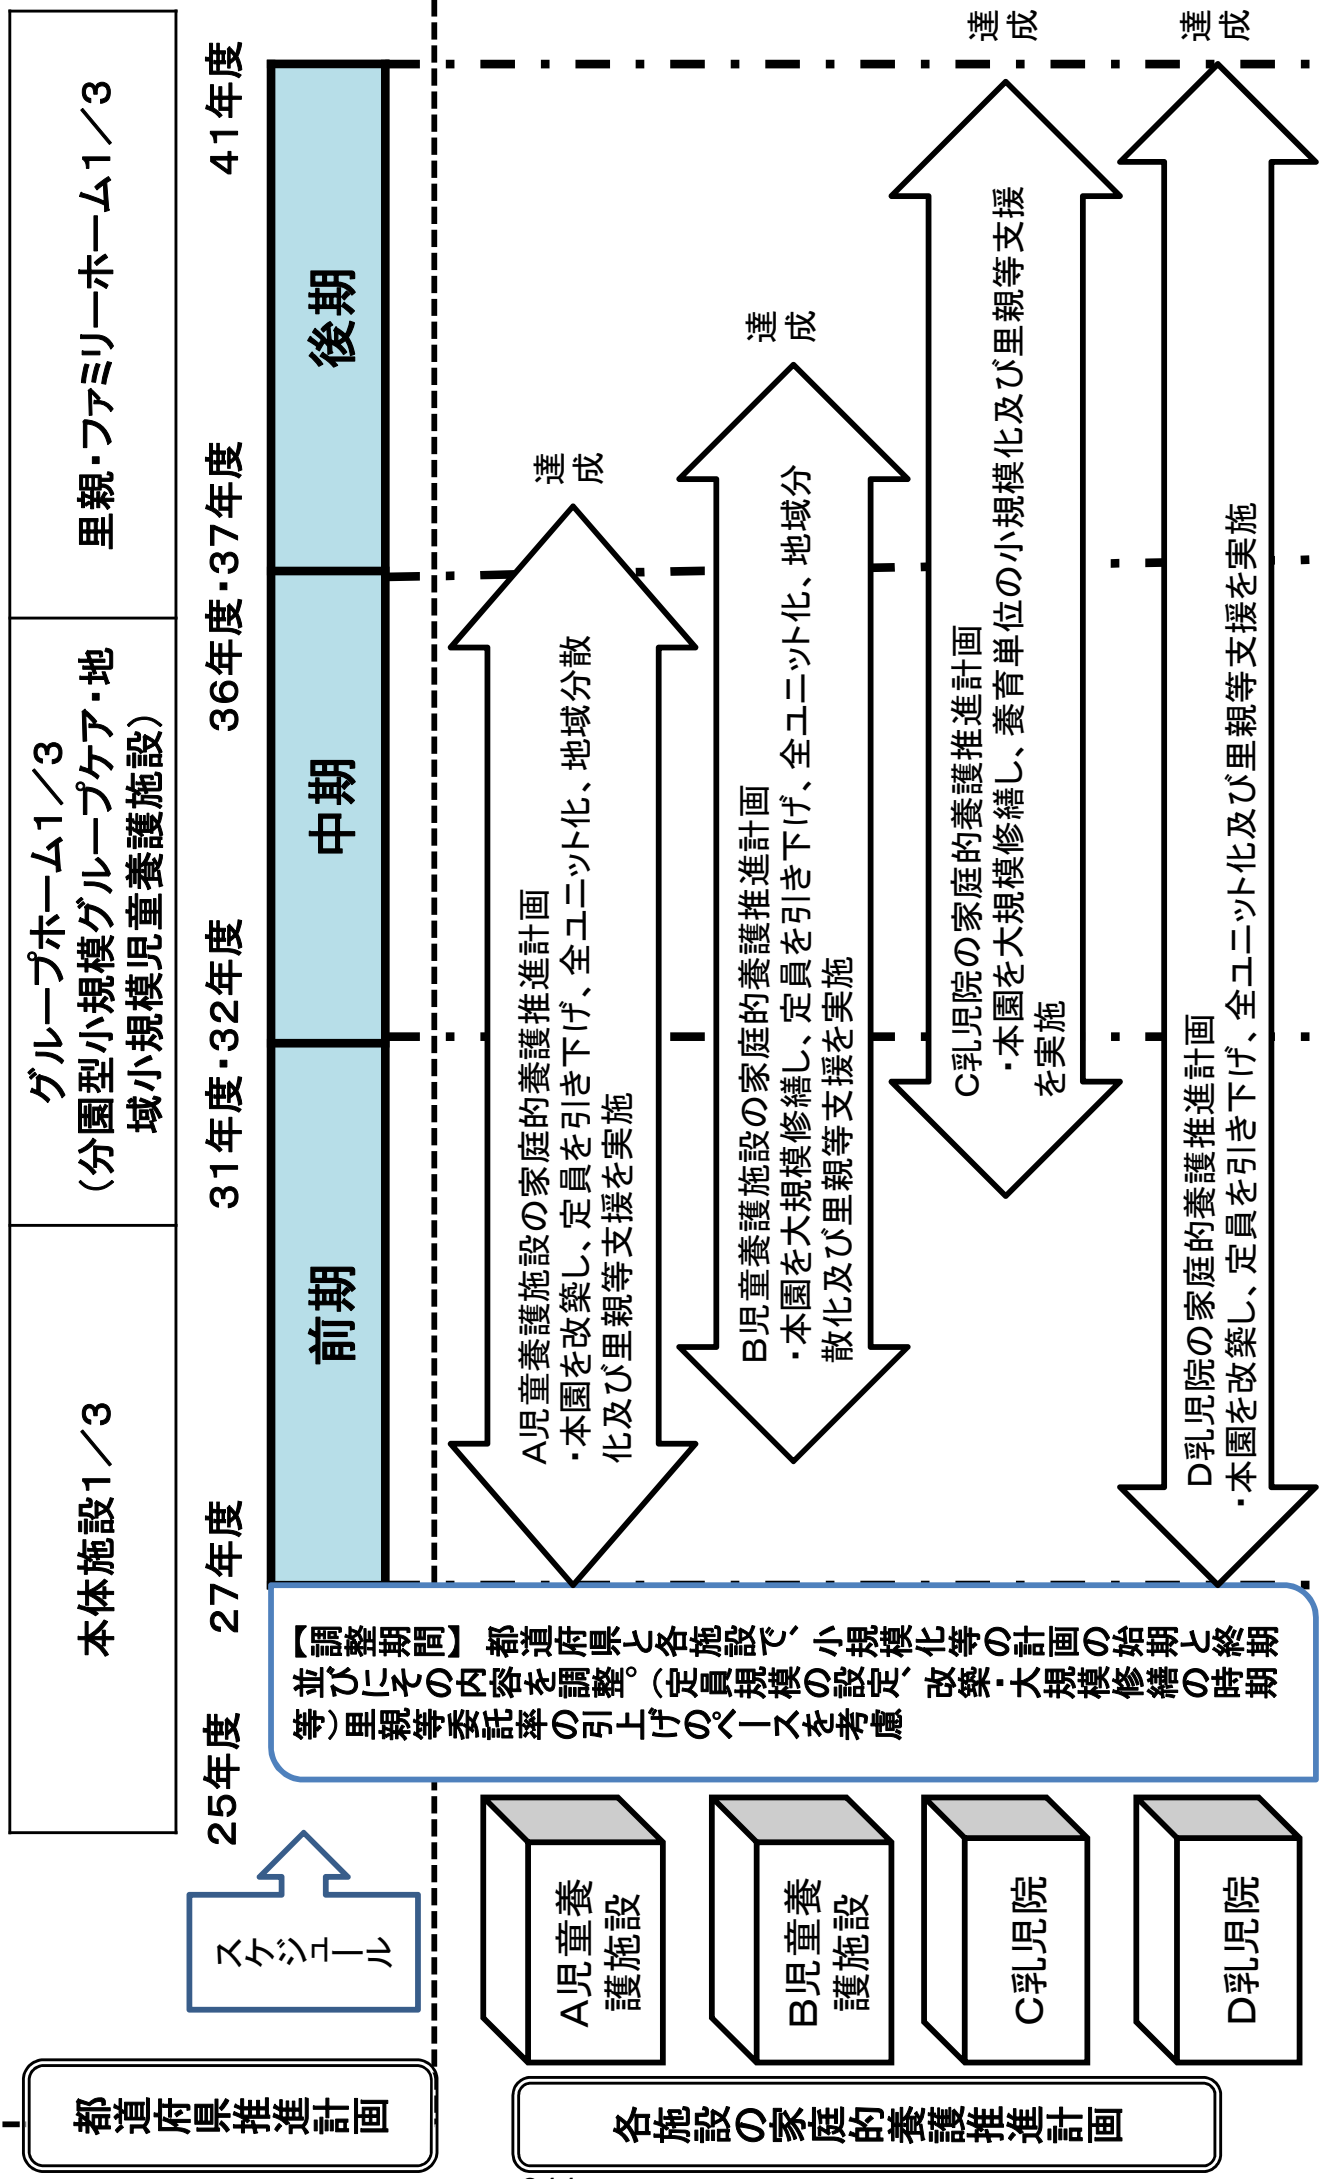 本体施設1／3
グループホーム1／3
（分園型小規模グループケア・地
域小規模児童養護施設）
里親・ファミリーホーム1／3
都道府県推進計画
スケジュール
25年度
27年度
31年度・32年度
36年度・37年度
41年度
前期
中期
後期
【調整期間】 都道府県と各施設で、小規模化等の計画の始期と終期
並びにその内容を調整。（定員規模の設定、改築・大規模修繕の時期
等）里親等委託率の引上げのペースを考慮
各施設の家庭的養護推進計画
A児童養
護施設
A児童養護施設の家庭的養護推進計画
・本園を改築し、定員を引き下げ、全ユニット化、地域分散
化及び里親等支援を実施
達
成
B児童養
護施設
B児童養護施設の家庭的養護推進計画
・本園を大規模修繕し、定員を引き下げ、全ユニット化、地域分
散化及び里親等支援を実施
達
成
C乳児院
C乳児院の家庭的養護推進計画
・本園を大規模修繕し、養育単位の小規模化及び里親等支援
を実施
達
成
D乳児院
D乳児院の家庭的養護推進計画
・本園を改築し、定員を引き下げ、全ユニット化及び里親等支援を実施
達
成